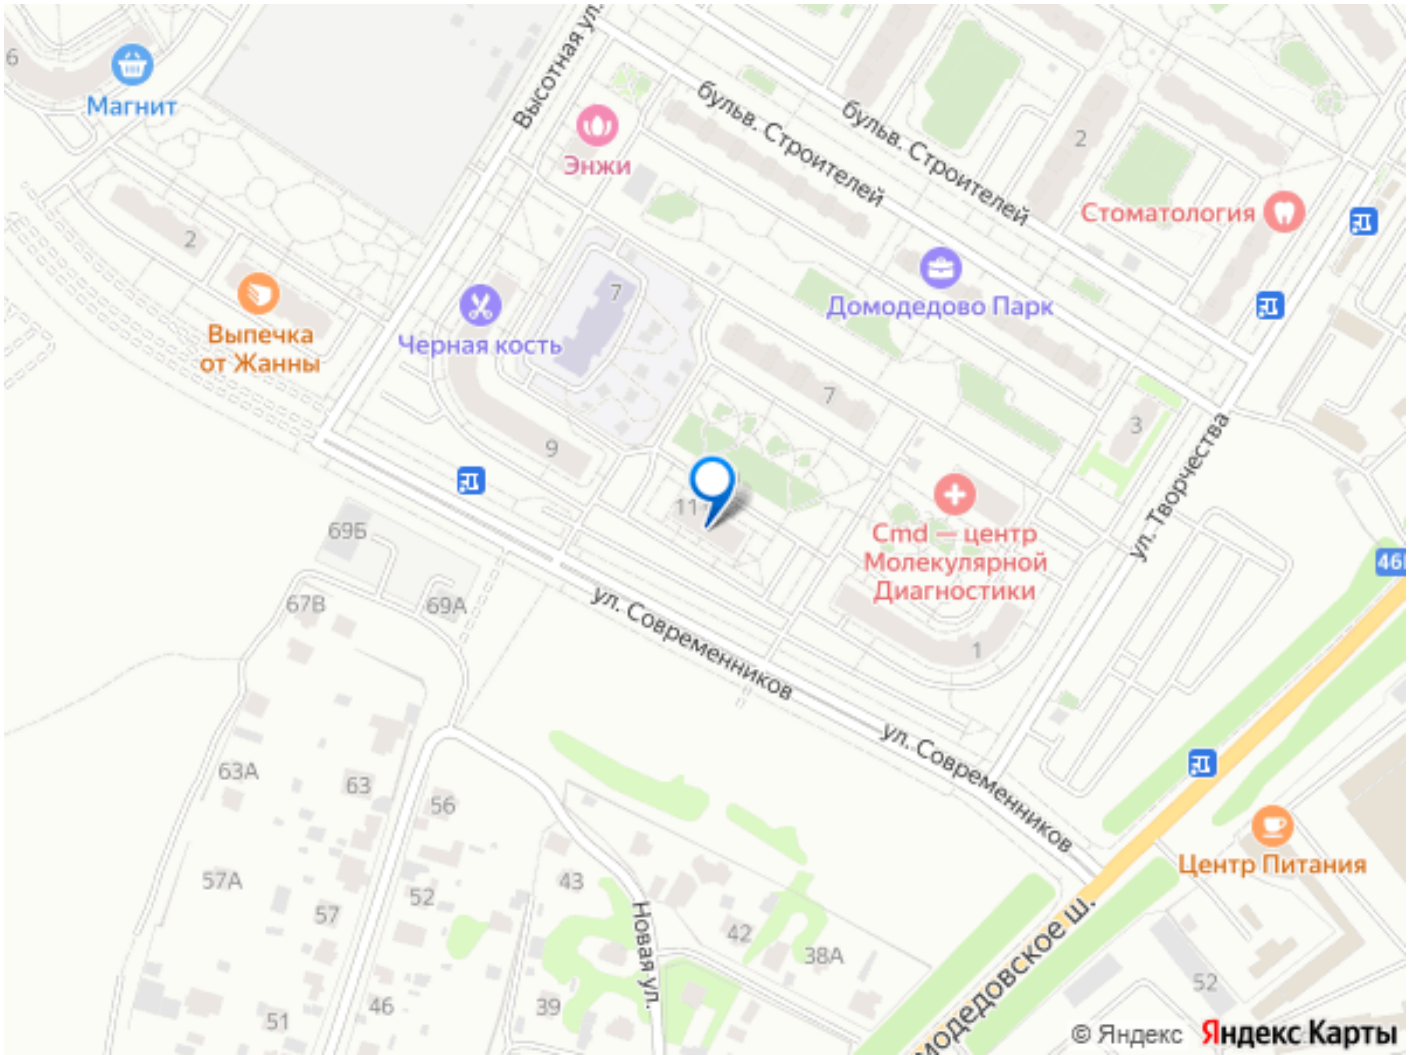 6
Магнит
Высотная ул.
Энжи
бульв. Строителей
бульв. Строителей
2
Стоматология
2
Выпечка
от Жанны
Черная кость
7
Домодедово Парк
7
3
ул. Творчества
9
11
Cmd — центр
Молекулярной
Диагностики
46
69Б
67В
69А
ул. Современников
1
ул. Современников
63А
63
56
Центр Питания
57А
57
52
43
Новая ул.
42
38А
модедовское ш.
52
51
46
39
© Яндекс
Яндекс Карты